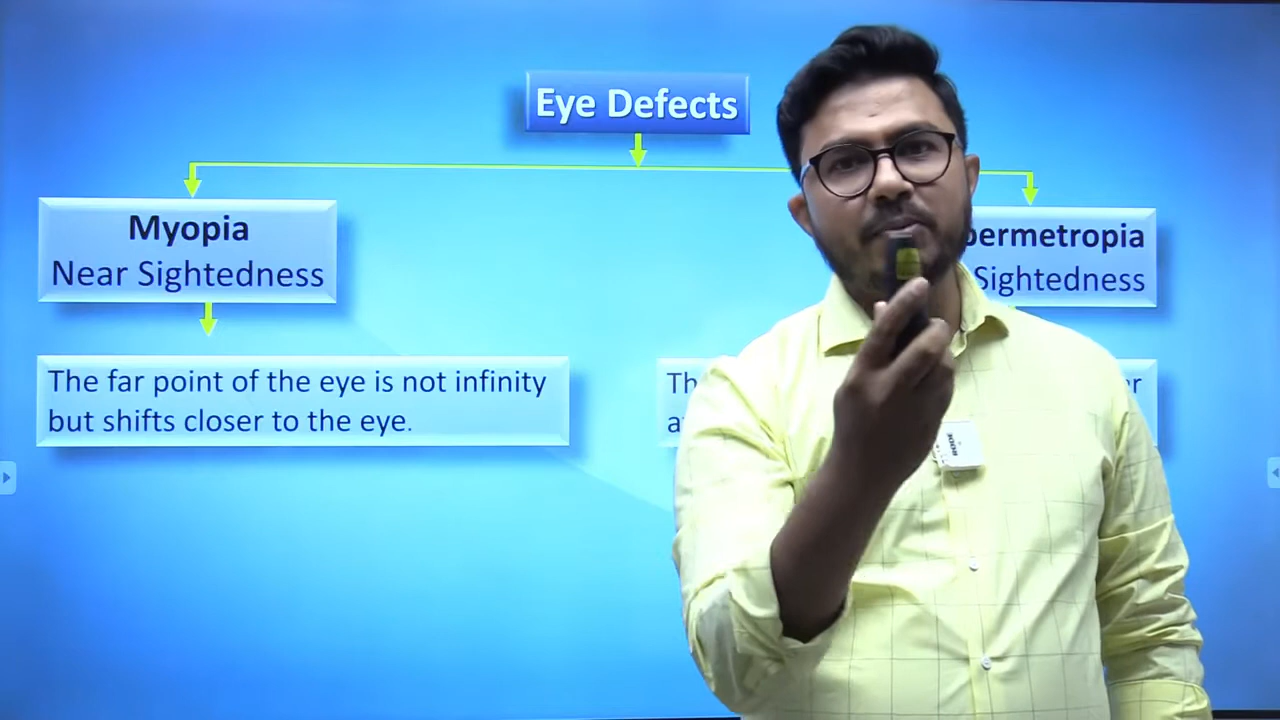 Eye Defects
Myopia
Near Sightedness
permetropia
Sightedness
The far point of the eye is not infinity
but shifts closer to the eye.
Th